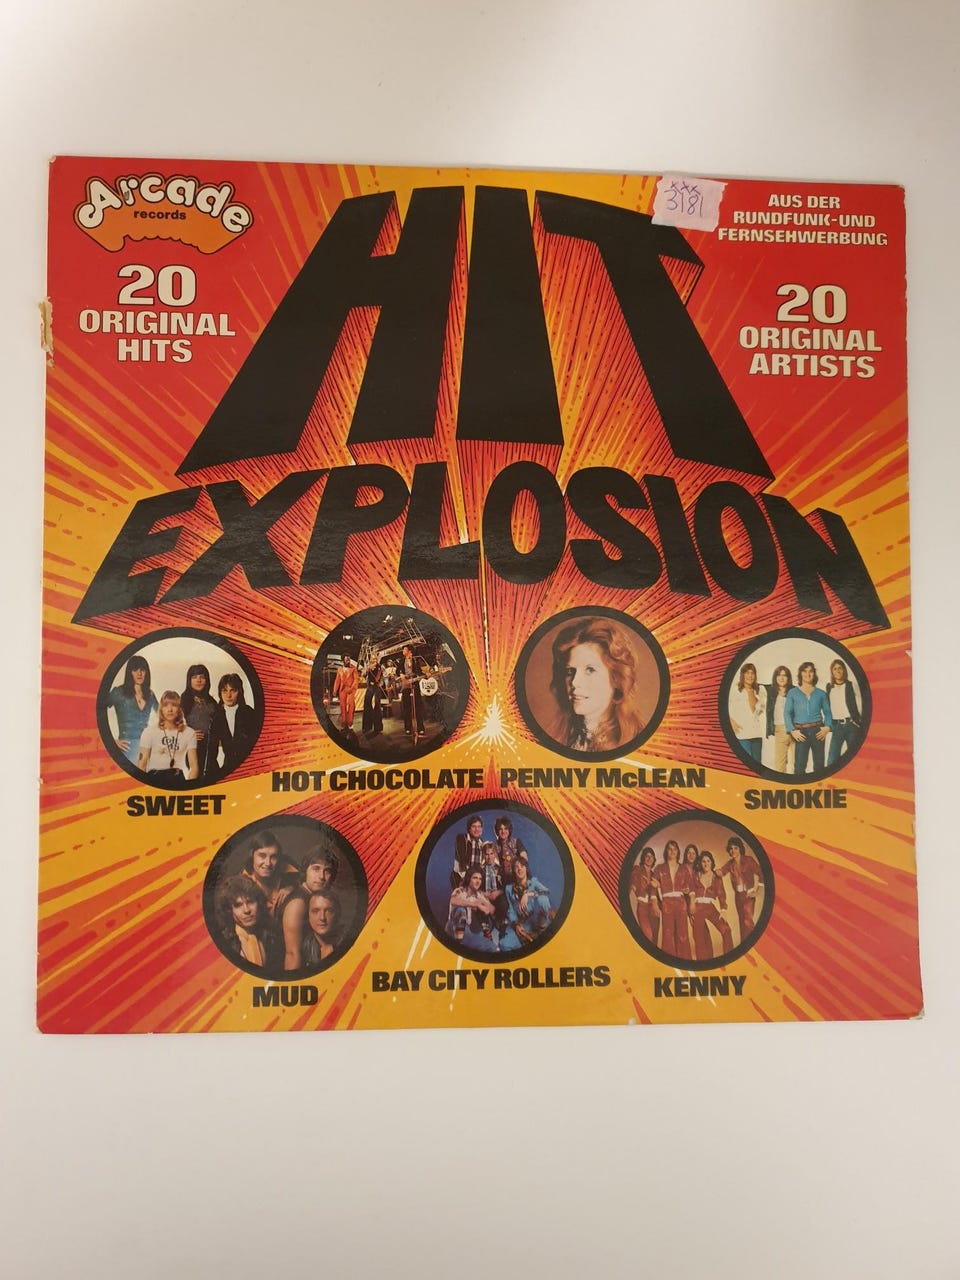 Arcade
records
20
ORIGINAL
HITS
HIT
EXPLOSION
xxx
3181
AUS DER
RUNDFUNK-UND
FERNSEHWERBUNG
20
ORIGINAL
ARTISTS
SWEET
HOT CHOCOLATE
PENNY McLEAN
SMOKIE
MUD
BAY CITY ROLLERS
KENNY